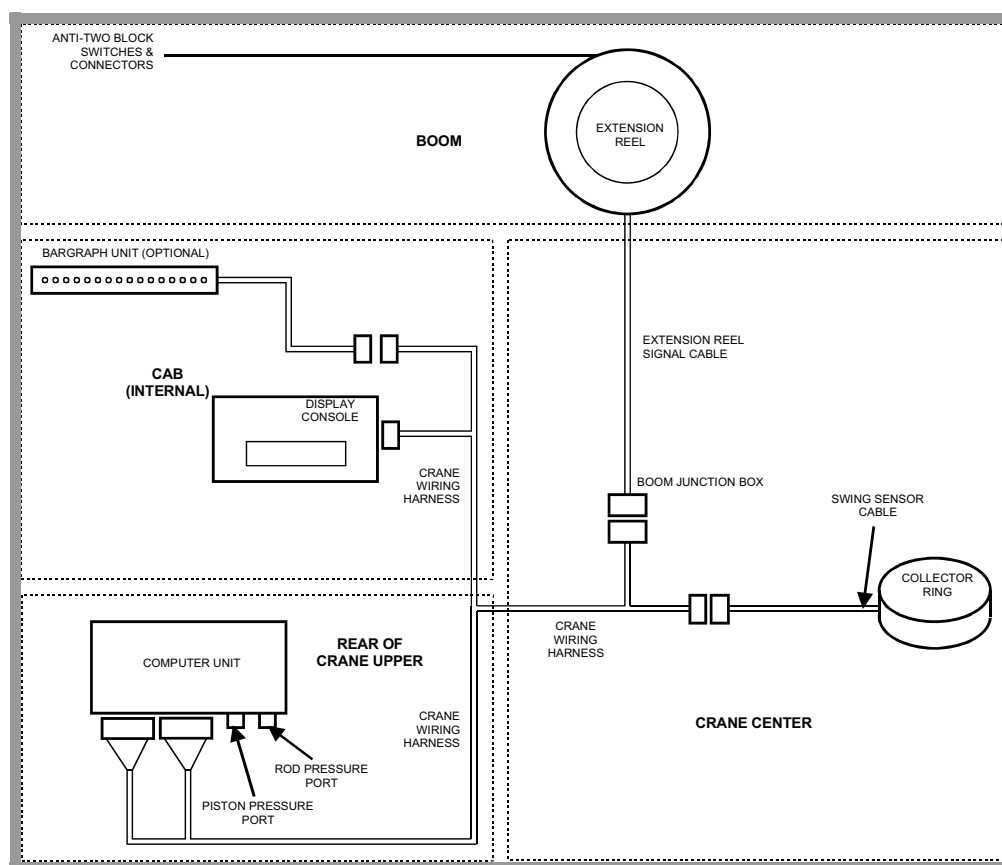 ANTI-TWO BLOCK
SWITCHES &
CONNECTORS
EXTENSION
REEL
BOOM
BARGRAPH UNIT (OPTIONAL)
CAB
(INTERNAL)
DISPLAY
CONSOLE
CRANE
WIRING
HARNESS
EXTENSION REEL
SIGNAL CABLE
BOOM JUNCTION BOX
SWING SENSOR
CABLE
COLLECTOR
RING
CRANE
WIRING
HARNESS
CRANE CENTER
REAR OF
CRANE UPPER
COMPUTER UNIT
CRANE
WIRING
HARNESS
ROD PRESSURE
PORT
PISTON PRESSURE
PORT